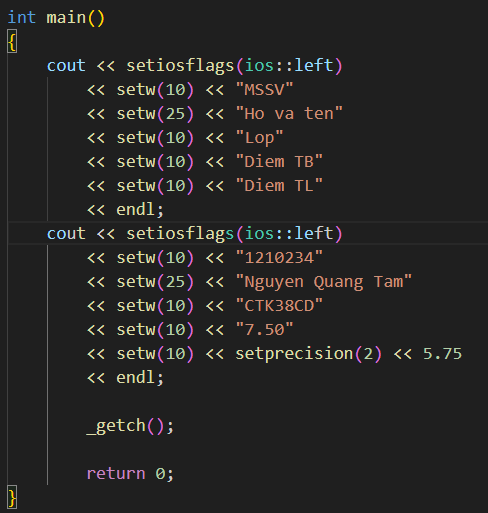 int main()
{
    cout << setiosflags(ios::left)
        << setw(10) << "MSSV"
        << setw(25) << "Ho va ten"
        << setw(10) << "Lop"
        << setw(10) << "Diem TB"
        << setw(10) << "Diem TL"
        << endl;
    cout << setiosflags(ios::left)
        << setw(10) << "1210234"
        << setw(25) << "Nguyen Quang Tam"
        << setw(10) << "CTK38CD"
        << setw(10) << "7.50"
        << setw(10) << setprecision(2) << 5.75
        << endl;

        _getch();

        return 0;
}